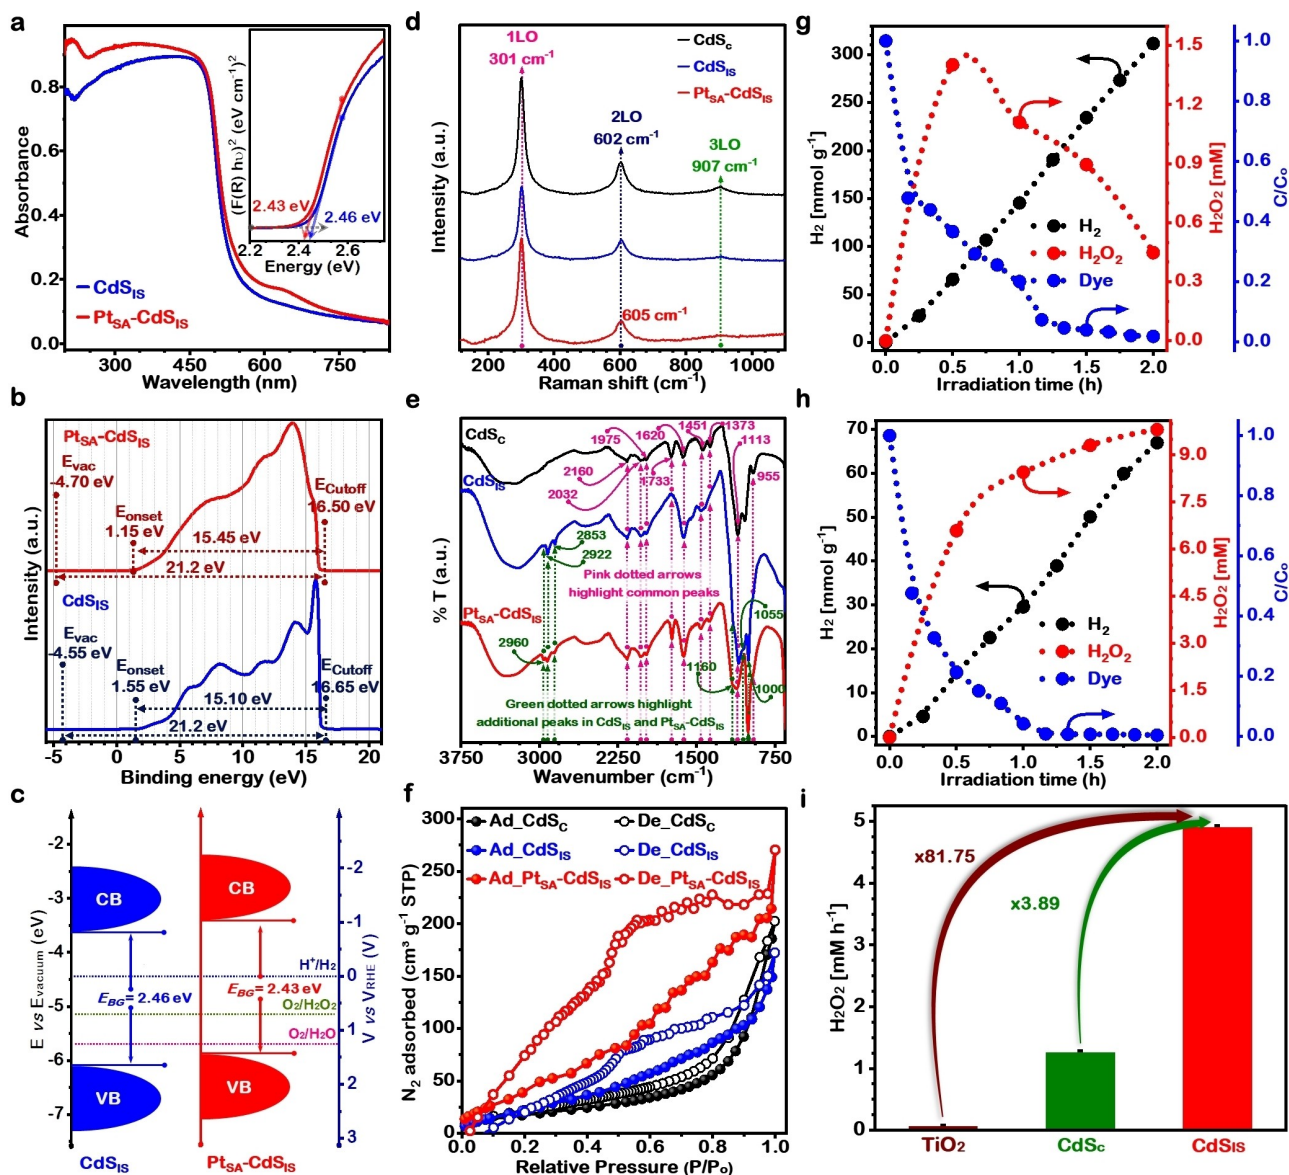 a
Absorbance
0.8
0.6
0.4
0.2
0.0
300 450 600 750
Wavelength (nm)
CdS_IS
Pt_SA-CdS_IS
(F(R) hυ)² (eV cm⁻¹)²
2.43 eV
2.46 eV
2.2 2.4 2.6
Energy (eV)
b
Intensity (a.u.)
Pt_SA-CdS_IS
E_vac
-4.70 eV
E_onset
1.15 eV
E_Cutoff
16.50 eV
15.45 eV
21.2 eV
CdS_IS
E_vac
-4.55 eV
E_onset
1.55 eV
E_Cutoff
16.65 eV
15.10 eV
21.2 eV
-5 0 5 10 15 20
Binding energy (eV)
c
E vs E_vacuum (eV)
-2
-3
-4
-5
-6
-7
CB
CB
VB
VB
E_BG = 2.46 eV
E_BG = 2.43 eV
H⁺/H₂
O₂/H₂O₂
O₂/H₂O
-2
-1
0
1
2
3
V vs V_RHE (V)
CdS_IS
Pt_SA-CdS_IS
d
Intensity (a.u.)
1LO
301 cm⁻¹
2LO
602 cm⁻¹
3LO
907 cm⁻¹
605 cm⁻¹
CdS_c
CdS_IS
Pt_SA-CdS_IS
200 400 600 800 1000
Raman shift (cm⁻¹)
e
% T (a.u.)
CdS_C
CdS_IS
Pt_SA-CdS_IS
1975
1620
1451
1373
1113
2160
2032
1733
955
2853
2922
Pink dotted arrows
highlight common peaks
1055
2960
1160
1000
Green dotted arrows highlight
additional peaks in CdS_IS and Pt_SA-CdS_IS
3750 3000 2250 1500 750
Wavenumber (cm⁻¹)
f
N₂ adsorbed (cm³ g⁻¹ STP)
300
250
200
150
100
50
0
Ad_CdS_C
De_CdS_C
Ad_CdS_IS
De_CdS_IS
Ad_Pt_SA-CdS_IS
De_Pt_SA-CdS_IS
0.0 0.2 0.4 0.6 0.8 1.0
Relative Pressure (P/P₀)
g
H₂ [mmol g⁻¹]
300
250
200
150
100
50
0
H₂
H₂O₂
Dye
1.5
1.2
0.9
0.6
0.3
0.0
H₂O₂ [mM]
1.0
0.8
0.6
0.4
0.2
0.0
C/C₀
0.0 0.5 1.0 1.5 2.0
Irradiation time (h)
h
H₂ [mmol g⁻¹]
70
60
50
40
30
20
10
0
H₂
H₂O₂
Dye
9.0
7.5
6.0
4.5
3.0
1.5
0.0
H₂O₂ [mM]
1.0
0.8
0.6
0.4
0.2
0.0
C/C₀
0.0 0.5 1.0 1.5 2.0
Irradiation time (h)
i
H₂O₂ [mM h⁻¹]
5
4
3
2
1
0
x81.75
x3.89
TiO₂
CdS_C
CdS_IS